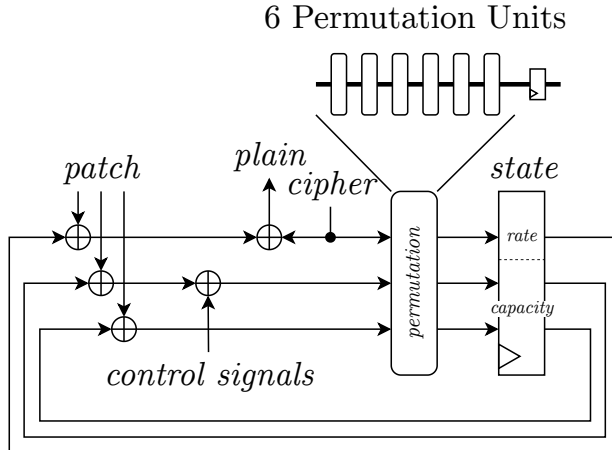 6 Permutation Units
patch
plain
cipher
state
permutation
rate
capacity
control signals